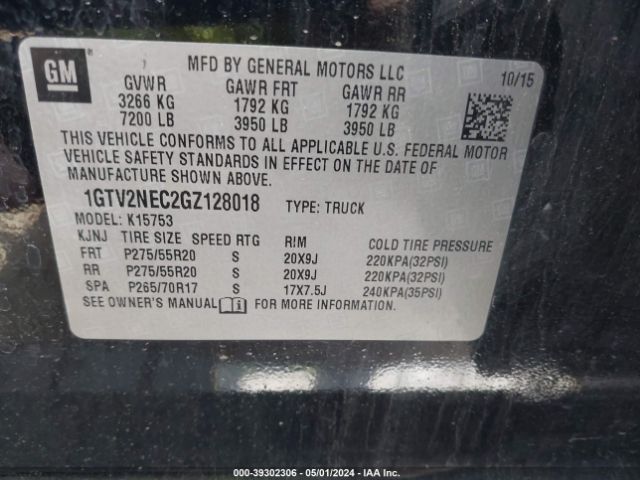 GM
MFD BY GENERAL MOTORS LLC
10/15
GVWR GAWR FRT GAWR RR
3266 KG 1792 KG 1792 KG
7200 LB 3950 LB 3950 LB
THIS VEHICLE CONFORMS TO ALL APPLICABLE U.S. FEDERAL MOTOR
VEHICLE SAFETY STANDARDS IN EFFECT ON THE DATE OF
MANUFACTURE SHOWN ABOVE.
1GTV2NEC2GZ128018 TYPE: TRUCK
MODEL: K15753
KJNJ TIRE SIZE SPEED RTG RIM COLD TIRE PRESSURE
FRT P275/55R20 S 20X9J 220KPA(32PSI)
RR P275/55R20 S 20X9J 220KPA(32PSI)
SPA P265/70R17 S 17X7.5J 240KPA(35PSI)
SEE OWNER'S MANUAL FOR MORE INFORMATION.
000-39302306 - 05/01/2024 - IAA Inc.